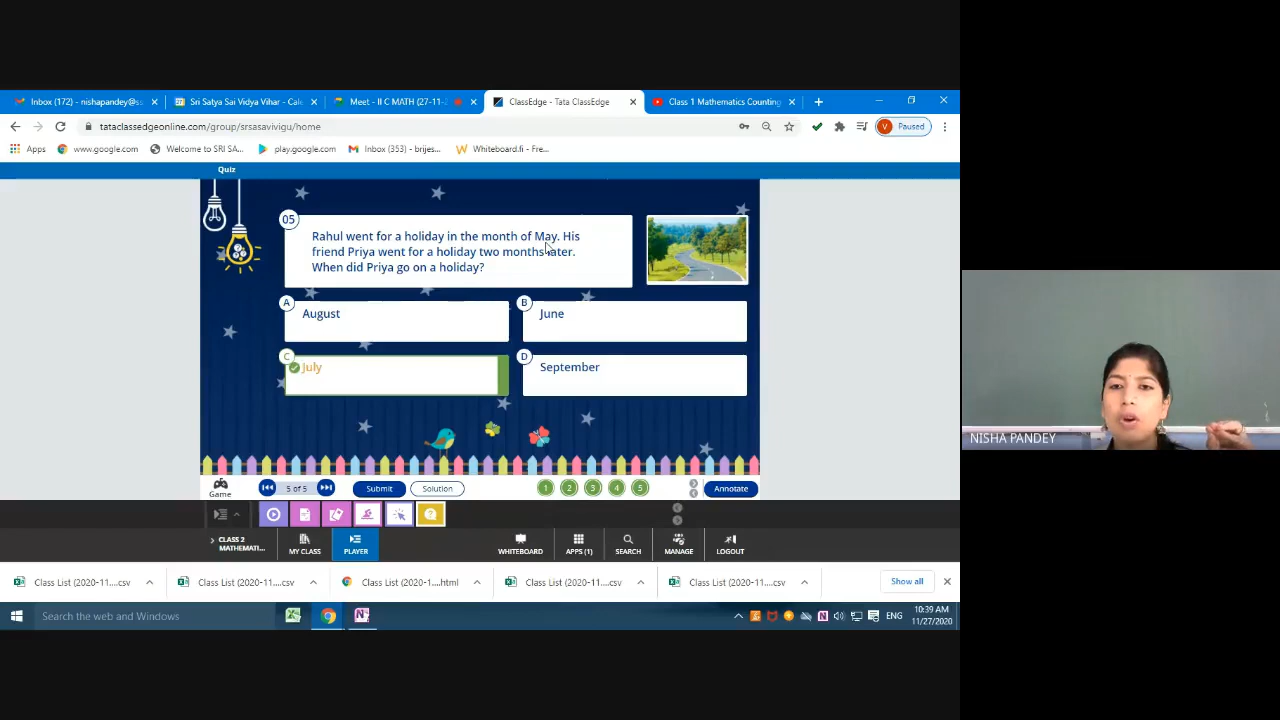 Inbox (172) - nishapandey@s
Sri Satya Sai Vidya Vihar - Cale
Meet - II C MATH (27-11-2
ClassEdge - Tata ClassEdge
Class 1 Mathematics Counting
tataclassedgeonline.com/group/srsasavivigu/home
V Paused
Apps
www.google.com
Welcome to SRI SA...
play.google.com
Inbox (353) - brijes...
Whiteboard.fi - Fre...
Quiz
05
Rahul went for a holiday in the month of May. His
friend Priya went for a holiday two months later.
When did Priya go on a holiday?
A August
B June
C July
D September
NISHA PANDEY
Game
5 of 5
Submit
Solution
1 2 3 4 5
Annotate
CLASS 2
MATHEMATI...
MY CLASS
PLAYER
WHITEBOARD
APPS (1)
SEARCH
MANAGE
LOGOUT
Class List (2020-11....csv
Class List (2020-11....csv
Class List (2020-1....html
Class List (2020-11....csv
Class List (2020-11....csv
Show all
Search the web and Windows
ENG
10:39 AM
11/27/2020